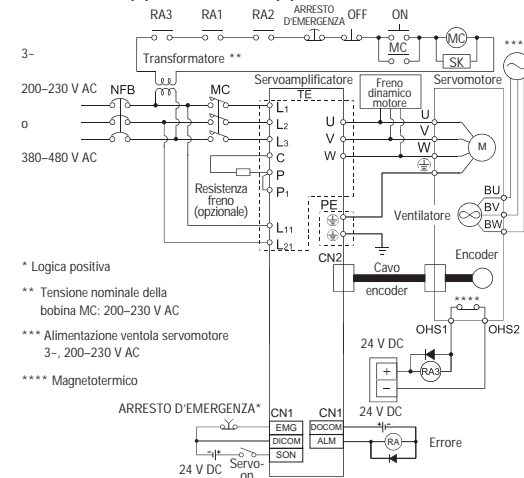 RA3 RA1 RA2 ARRESTO D'EMERGENZA OFF ON
MC
MC
SK
***
3~
Transformatore **
200–230 V AC
NFB
MC
Servoamplificatore
TE
Freno
dinamico
motore
Servomotore
o
380–480 V AC
L1
L2
L3
C
P
P1
L11
L21
U
V
W
U
V
W
M
Resistenza
freno
(opzionale)
PE
BU
BV
BW
Ventilatore
CN2
Cavo
encoder
Encoder
* Logica positiva
** Tensione nominale della
bobina MC: 200–230 V AC
*** Alimentazione ventola servomotore
3~, 200–230 V AC
**** Magnetotermico
****
OHS1
OHS2
24 V DC
+
–
RA3
24 V DC
ARRESTO D'EMERGENZA*
CN1
CN1
EMG
DICOM
SON
DOCOM
ALM
–
+
+
–
RA
Errore
24 V DC
Servo-
on